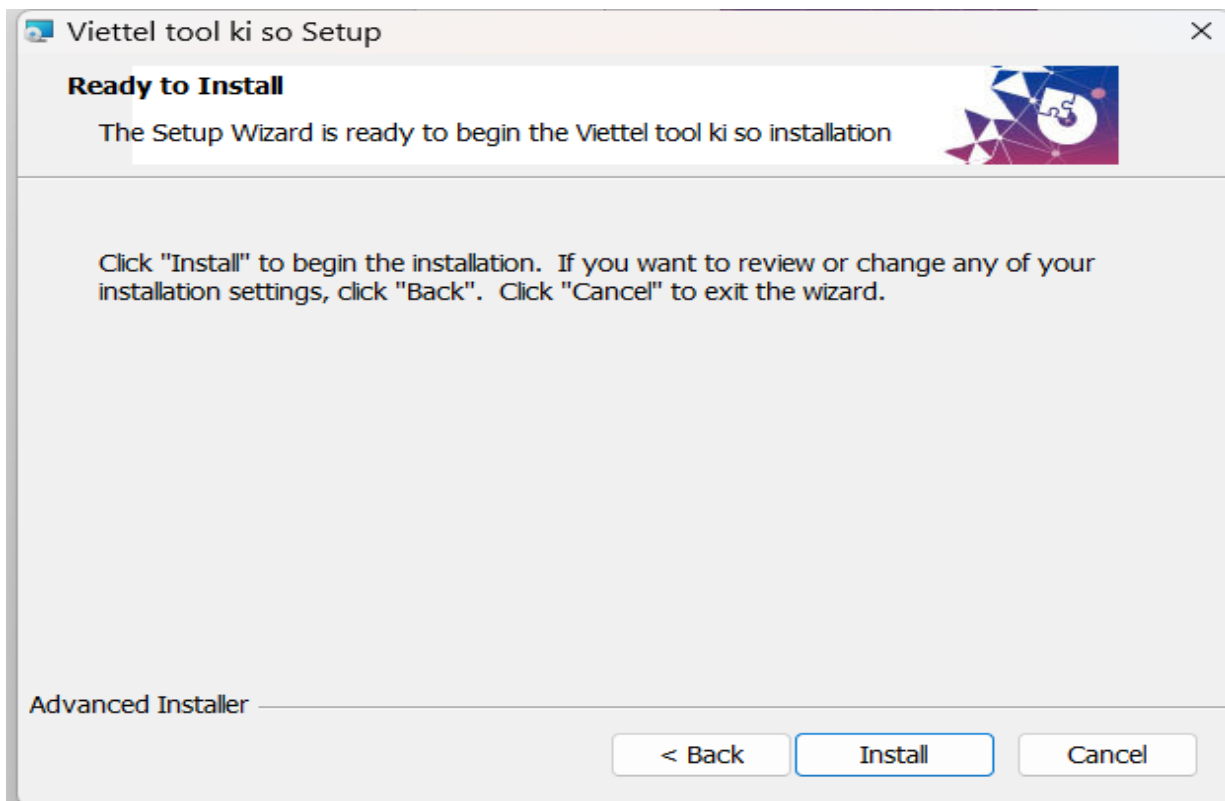 Viettel tool ki so Setup
Ready to Install
The Setup Wizard is ready to begin the Viettel tool ki so installation
Click "Install" to begin the installation.  If you want to review or change any of your
installation settings, click "Back".  Click "Cancel" to exit the wizard.
Advanced Installer
< Back Install Cancel